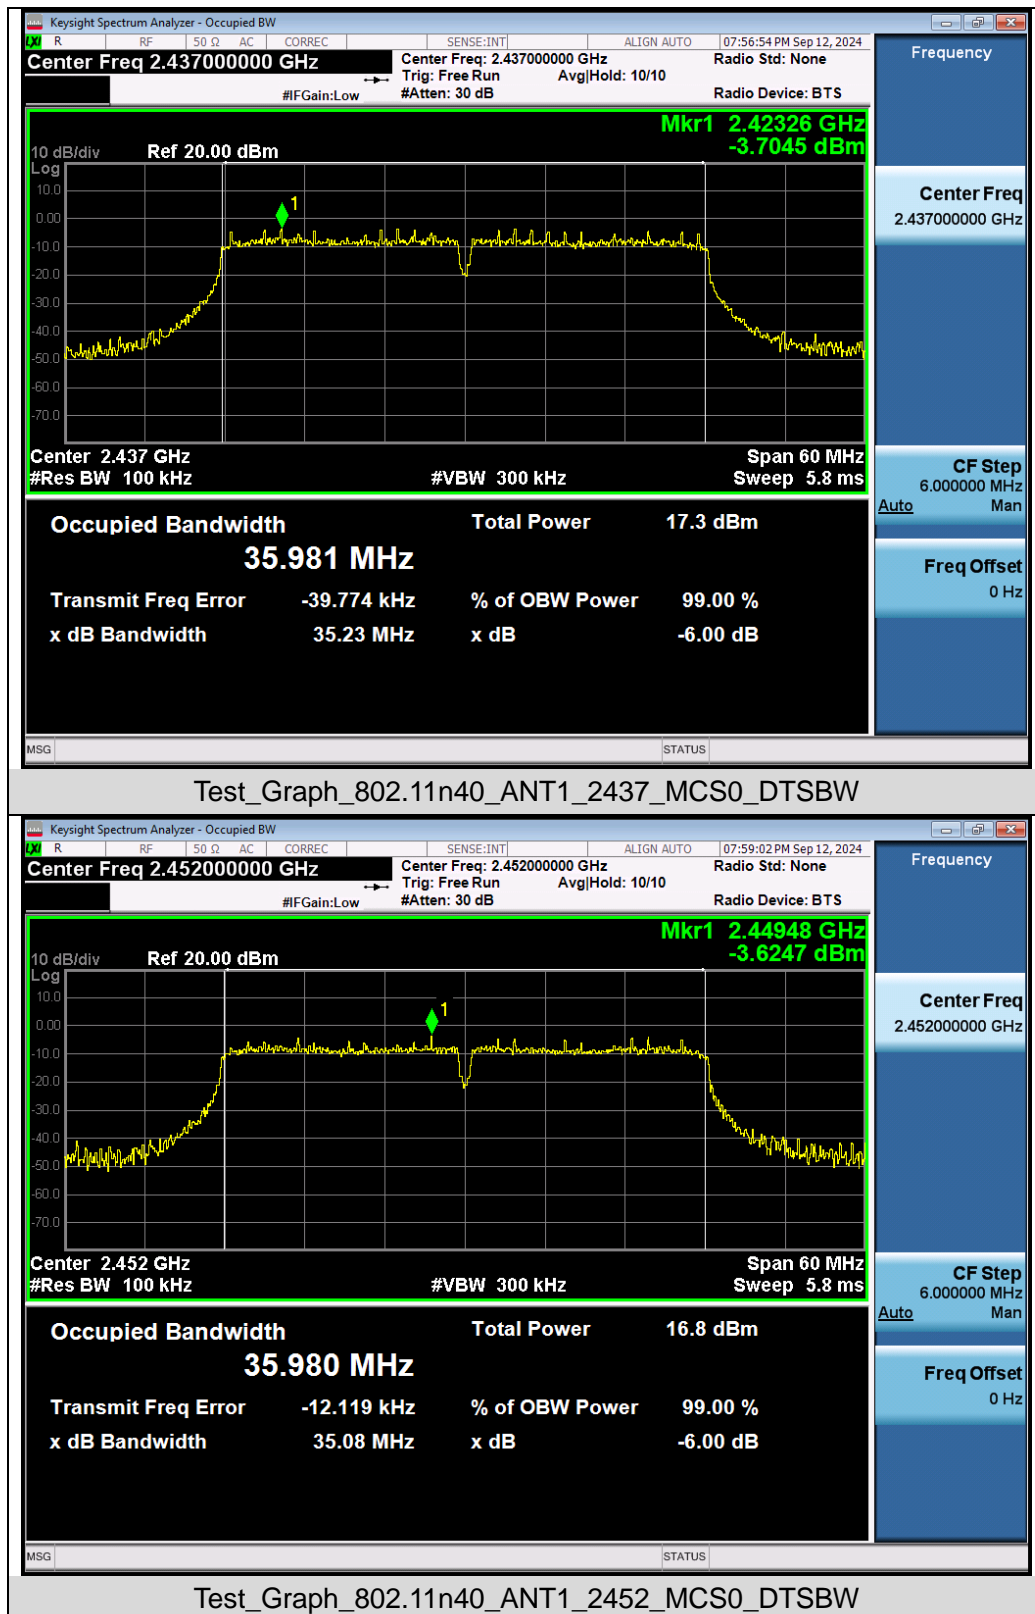 Keysight Spectrum Analyzer - Occupied BW
LXI R RF 50 Ω AC CORREC SENSE:INT ALIGN AUTO 07:56:54 PM Sep 12, 2024
Center Freq 2.437000000 GHz
Center Freq: 2.437000000 GHz
Radio Std: None
Trig: Free Run Avg|Hold: 10/10
#IFGain:Low #Atten: 30 dB Radio Device: BTS
Frequency
Mkr1 2.42326 GHz
-3.7045 dBm
10 dB/div Ref 20.00 dBm
Log
10.0
0.00
-10.0
-20.0
-30.0
-40.0
-50.0
-60.0
-70.0
1
Center 2.437 GHz Span 60 MHz
#Res BW 100 kHz #VBW 300 kHz Sweep 5.8 ms
Center Freq
2.437000000 GHz
CF Step
6.000000 MHz
Auto Man
Freq Offset
0 Hz
Occupied Bandwidth Total Power 17.3 dBm
35.981 MHz
Transmit Freq Error -39.774 kHz % of OBW Power 99.00 %
x dB Bandwidth 35.23 MHz x dB -6.00 dB
MSG STATUS
Test_Graph_802.11n40_ANT1_2437_MCS0_DTSBW
Keysight Spectrum Analyzer - Occupied BW
LXI R RF 50 Ω AC CORREC SENSE:INT ALIGN AUTO 07:59:02 PM Sep 12, 2024
Center Freq 2.452000000 GHz
Center Freq: 2.452000000 GHz
Radio Std: None
Trig: Free Run Avg|Hold: 10/10
#IFGain:Low #Atten: 30 dB Radio Device: BTS
Frequency
Mkr1 2.44948 GHz
-3.6247 dBm
10 dB/div Ref 20.00 dBm
Log
10.0
0.00
-10.0
-20.0
-30.0
-40.0
-50.0
-60.0
-70.0
1
Center 2.452 GHz Span 60 MHz
#Res BW 100 kHz #VBW 300 kHz Sweep 5.8 ms
Center Freq
2.452000000 GHz
CF Step
6.000000 MHz
Auto Man
Freq Offset
0 Hz
Occupied Bandwidth Total Power 16.8 dBm
35.980 MHz
Transmit Freq Error -12.119 kHz % of OBW Power 99.00 %
x dB Bandwidth 35.08 MHz x dB -6.00 dB
MSG STATUS
Test_Graph_802.11n40_ANT1_2452_MCS0_DTSBW